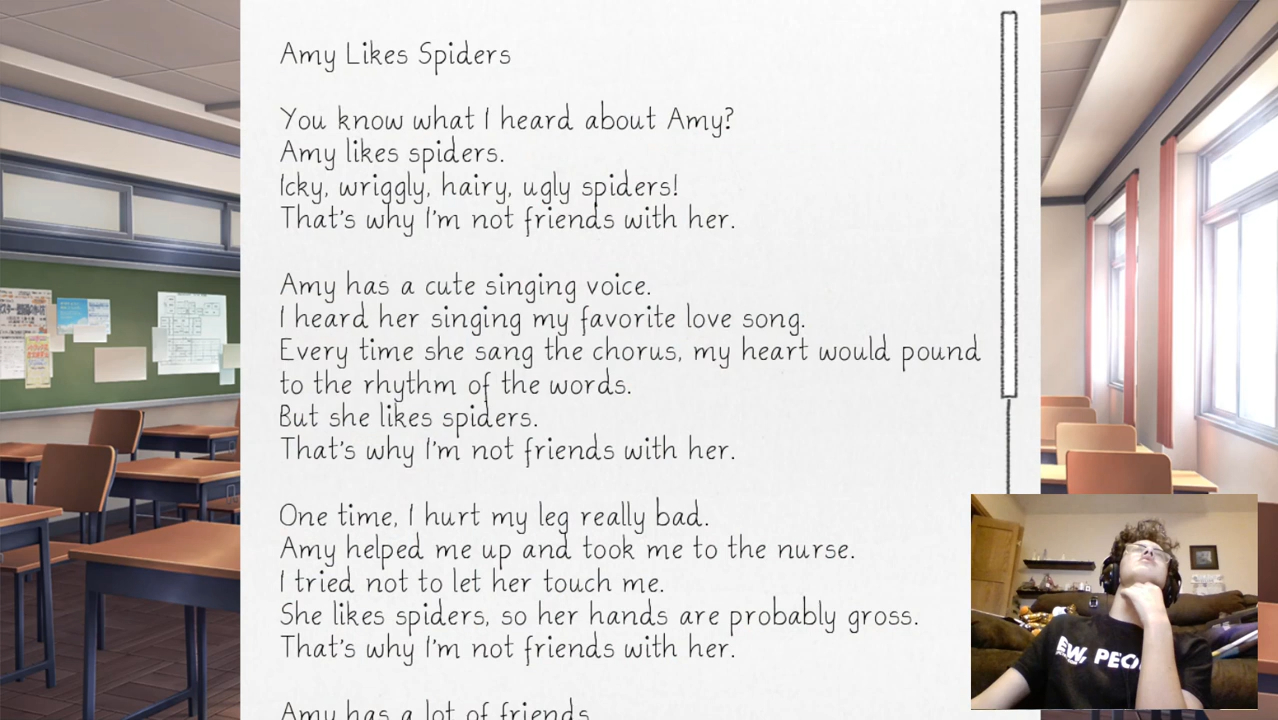 Amy Likes Spiders
You know what I heard about Amy?
Amy likes spiders.
Icky, wriggly, hairy, ugly spiders!
That's why I'm not friends with her.
Amy has a cute singing voice.
I heard her singing my favorite love song.
Every time she sang the chorus, my heart would pound
to the rhythm of the words.
But she likes spiders.
That's why I'm not friends with her.
One time, I hurt my leg really bad.
Amy helped me up and took me to the nurse.
I tried not to let her touch me.
She likes spiders, so her hands are probably gross.
That's why I'm not friends with her.
Amy has a lot of friends
EW, PEO